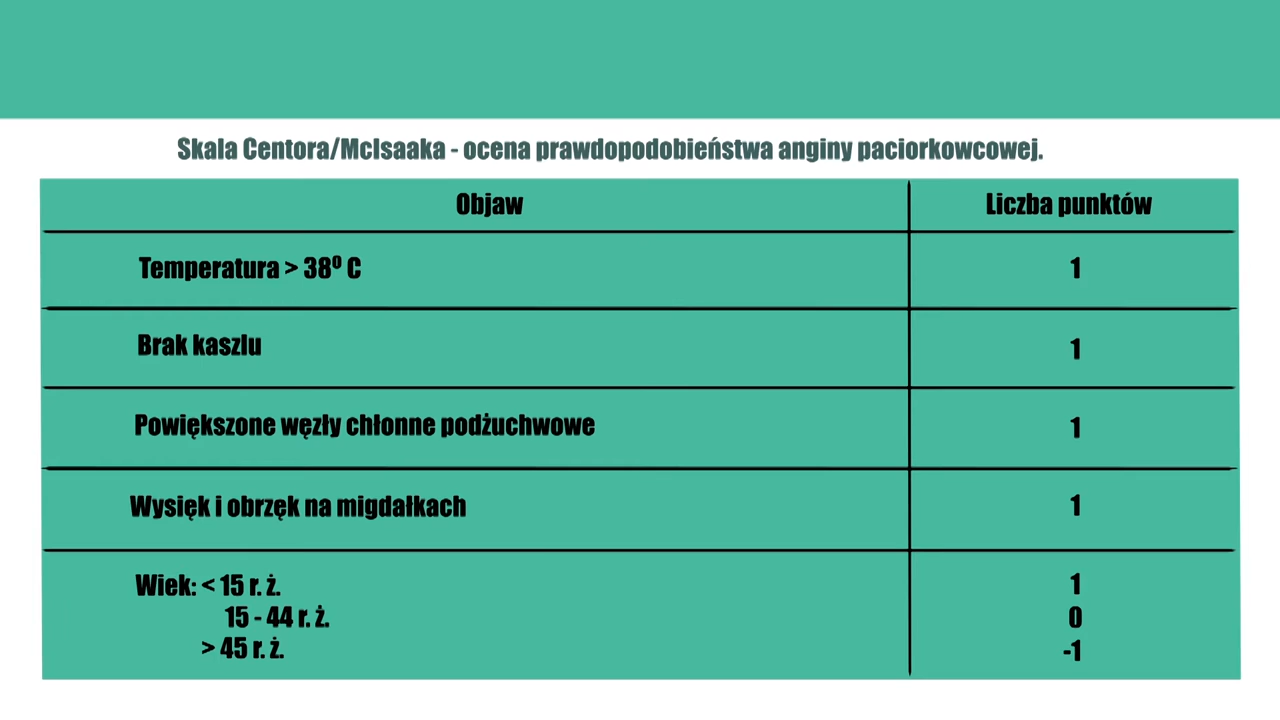 Skala Centora/McIsaaka - ocena prawdopodobieństwa anginy paciorkowcowej.
Objaw Liczba punktów
Temperatura > 38º C 1
Brak kaszlu 1
Powiększone węzły chłonne podżuchwowe 1
Wysięk i obrzęk na migdałkach 1
Wiek: < 15 r. ż. 1
15 - 44 r. ż. 0
> 45 r. ż. -1